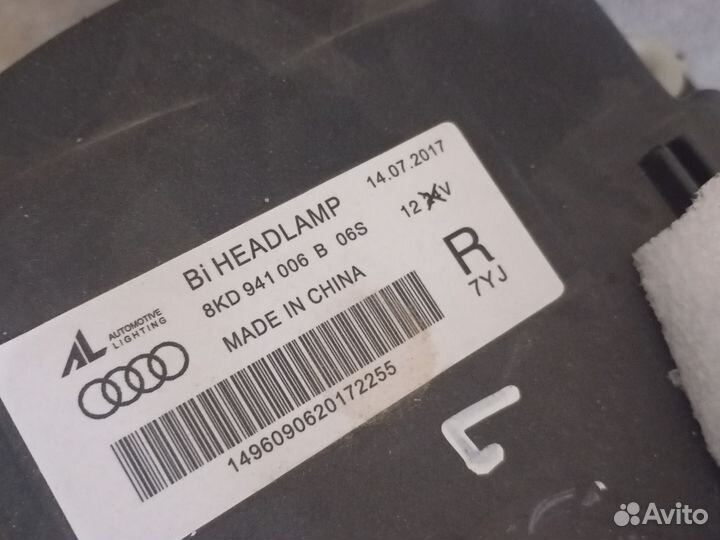 14.07.2017
Bi HEADLAMP
12 V
8KD 941 006 B 06S
R
7YJ
MADE IN CHINA
AL AUTOMOTIVE
LIGHTING
1496090620172255
Avito